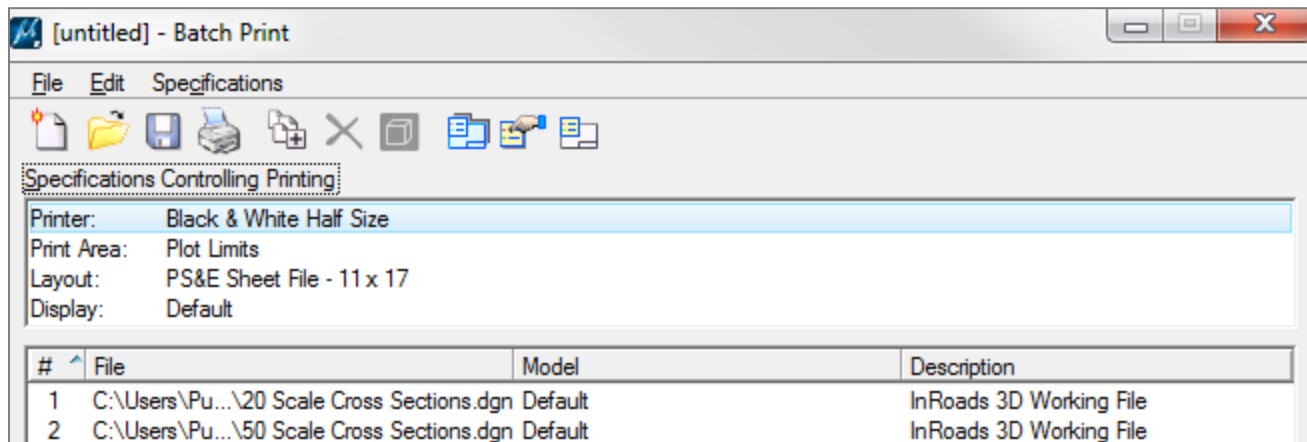 [untitled] - Batch Print
File Edit Specifications
Specifications Controlling Printing
Printer: Black & White Half Size
Print Area: Plot Limits
Layout: PS&E Sheet File - 11 x 17
Display: Default
# File Model Description
1 C:\Users\Pu...\20 Scale Cross Sections.dgn Default InRoads 3D Working File
2 C:\Users\Pu...\50 Scale Cross Sections.dgn Default InRoads 3D Working File